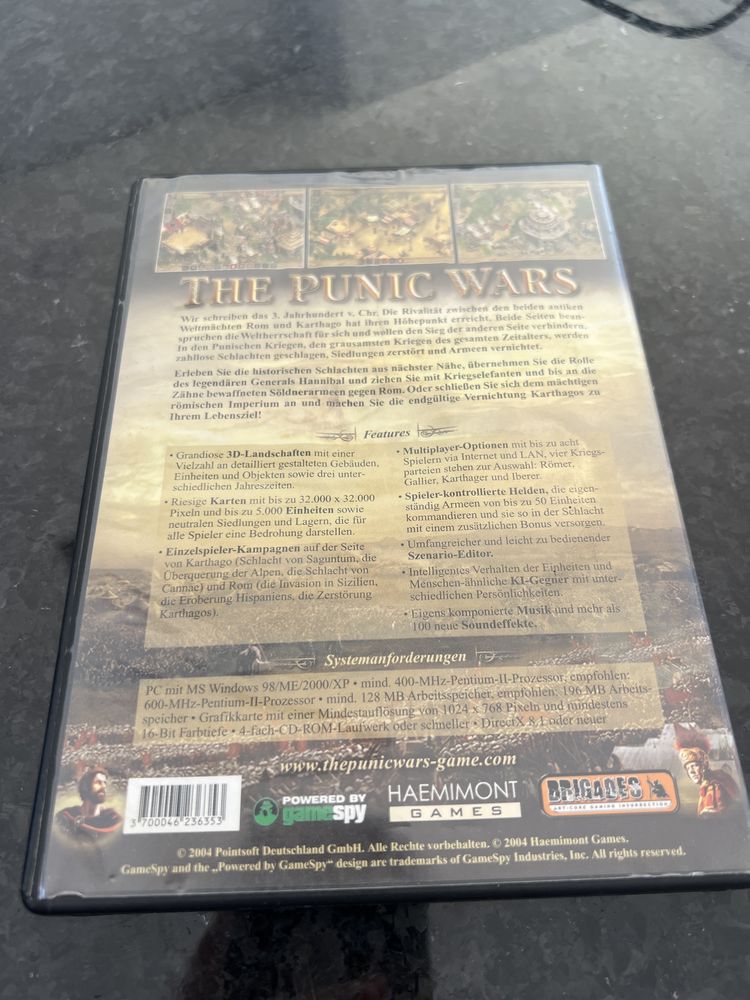 THE PUNIC WARS
Wir schreiben das 3. Jahrhundert v. Chr. Die Rivalität zwischen den beiden antiken
Weltmächten Rom und Karthago hat ihren Höhepunkt erreicht. Beide Seiten bean-
spruchen die Weltherrschaft für sich und wollen den Sieg der anderen Seite verhindern.
In den Punischen Kriegen, den grausamsten Kriegen des gesamten Zeitalters, werden
zahllose Schlachten geschlagen, Siedlungen zerstört und Armeen vernichtet.
Erleben Sie die historischen Schlachten aus nächster Nähe, übernehmen Sie die Rolle
des legendären Generals Hannibal und ziehen Sie mit Kriegselefanten und bis an die
Zähne bewaffneten Söldnerarmeen gegen Rom. Oder schließen Sie sich dem mächtigen
römischen Imperium an und machen Sie die endgültige Vernichtung Karthagos zu
Ihrem Lebensziel!
Features
• Grandiose 3D-Landschaften mit einer
Vielzahl an detailliert gestalteten Gebäuden,
Einheiten und Objekten sowie drei unter-
schiedlichen Jahreszeiten.
• Riesige Karten mit bis zu 32.000 x 32.000
Pixeln und bis zu 5.000 Einheiten sowie
neutralen Siedlungen und Lagern, die für
alle Spieler eine Bedrohung darstellen.
• Einzelspieler-Kampagnen auf der Seite
von Karthago (Schlacht von Saguntum, die
Überquerung der Alpen, die Schlacht von
Cannae) und Rom (die Invasion in Sizilien,
die Eroberung Hispaniens, die Zerstörung
Karthagos).
• Multiplayer-Optionen mit bis zu acht
Spielern via Internet und LAN, vier Kriegs-
parteien stehen zur Auswahl: Römer,
Gallier, Karthager und Iberer.
• Spieler-kontrollierte Helden, die eigen-
ständig Armeen von bis zu 50 Einheiten
kommandieren und sie so in der Schlacht
mit einem zusätzlichen Bonus versorgen.
• Umfangreicher und leicht zu bedienender
Szenario-Editor.
• Intelligentes Verhalten der Einheiten und
Menschen-ähnliche KI-Gegner mit unter-
schiedlichen Persönlichkeiten.
• Eigens komponierte Musik und mehr als
100 neue Soundeffekte.
Systemanforderungen
PC mit MS Windows 98/ME/2000/XP • mind. 400-MHz-Pentium-II-Prozessor, empfohlen:
600-MHz-Pentium-II-Prozessor • mind. 128 MB Arbeitsspeicher, empfohlen: 196 MB Arbeits-
speicher • Grafikkarte mit einer Mindestauflösung von 1024 x 768 Pixeln und mindestens
16-Bit Farbtiefe • 4-fach-CD-ROM-Laufwerk oder schneller • DirectX 8.1 oder neuer
www.thepunicwars-game.com
3 700046 236353
POWERED BY
gamespy
HAEMIMONT
GAMES
BRIGADES
ART-CORE GAMING INSURRECTION
© 2004 Pointsoft Deutschland GmbH. Alle Rechte vorbehalten. © 2004 Haemimont Games.
GameSpy and the „Powered by GameSpy" design are trademarks of GameSpy Industries, Inc. All rights reserved.